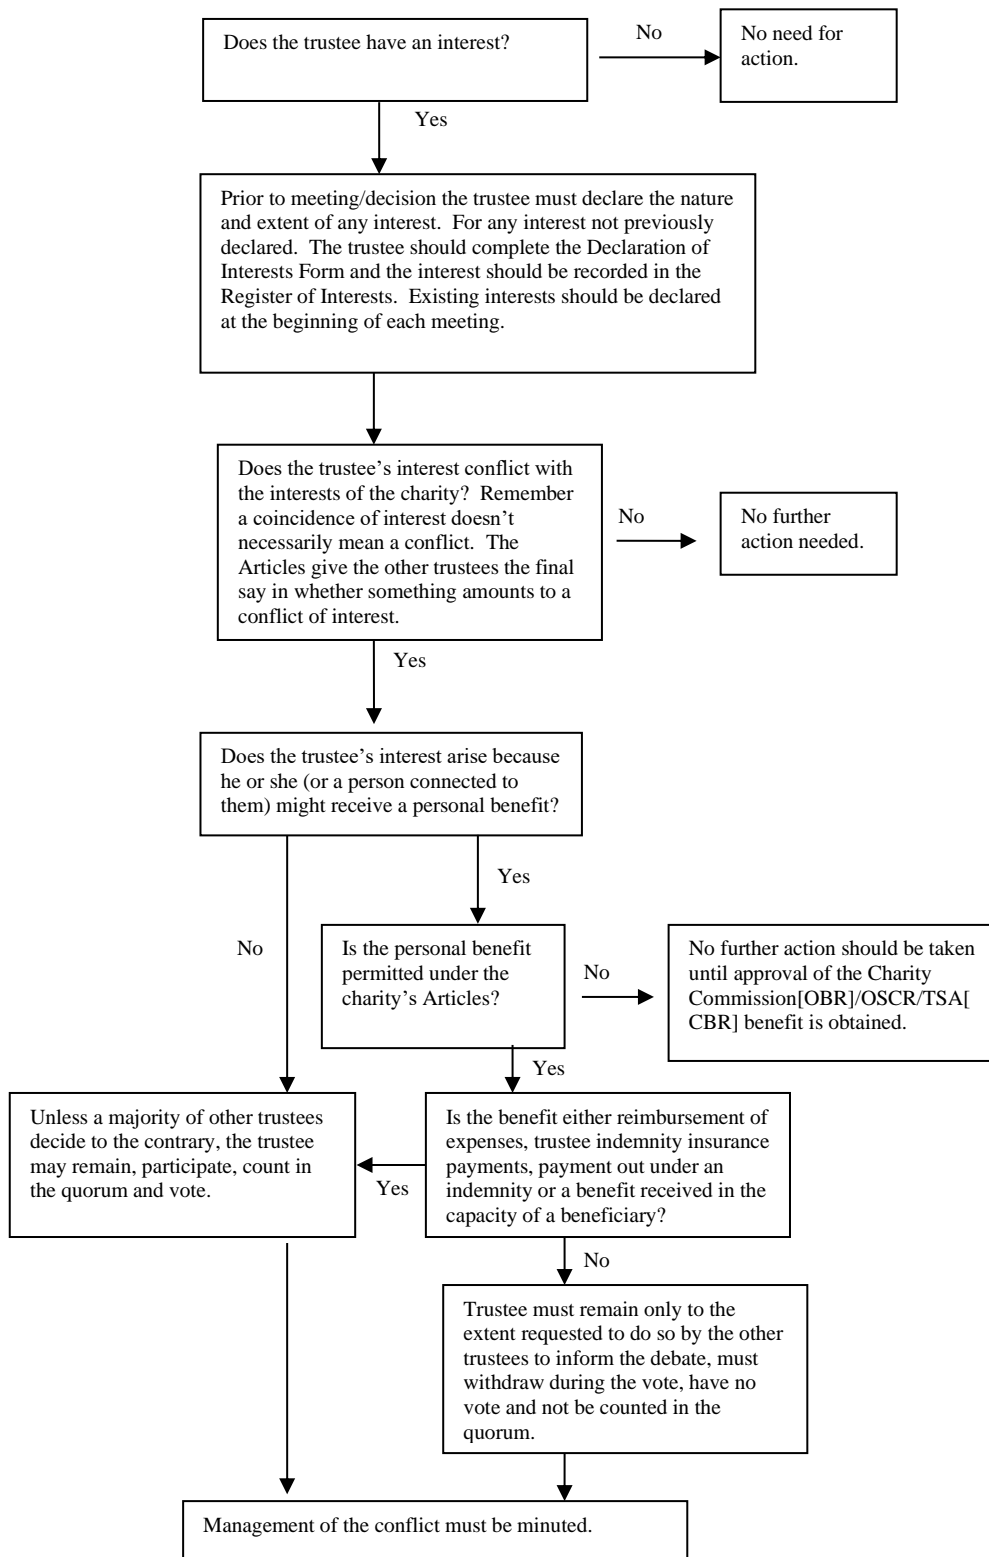 Does the trustee have an interest?
No
No need for
action.
Yes
Prior to meeting/decision the trustee must declare the nature
and extent of any interest.  For any interest not previously
declared.  The trustee should complete the Declaration of
Interests Form and the interest should be recorded in the
Register of Interests.  Existing interests should be declared
at the beginning of each meeting.
Does the trustee’s interest conflict with
the interests of the charity?  Remember
a coincidence of interest doesn’t
necessarily mean a conflict.  The
Articles give the other trustees the final
say in whether something amounts to a
conflict of interest.
No
No further
action needed.
Yes
Does the trustee’s interest arise because
he or she (or a person connected to
them) might receive a personal benefit?
Yes
No
Is the personal benefit
permitted under the
charity’s Articles?
No
No further action should be taken
until approval of the Charity
Commission[OBR]/OSCR/TSA[
CBR] benefit is obtained.
Yes
Unless a majority of other trustees
decide to the contrary, the trustee
may remain, participate, count in
the quorum and vote.
Yes
Is the benefit either reimbursement of
expenses, trustee indemnity insurance
payments, payment out under an
indemnity or a benefit received in the
capacity of a beneficiary?
No
Trustee must remain only to the
extent requested to do so by the other
trustees to inform the debate, must
withdraw during the vote, have no
vote and not be counted in the
quorum.
Management of the conflict must be minuted.